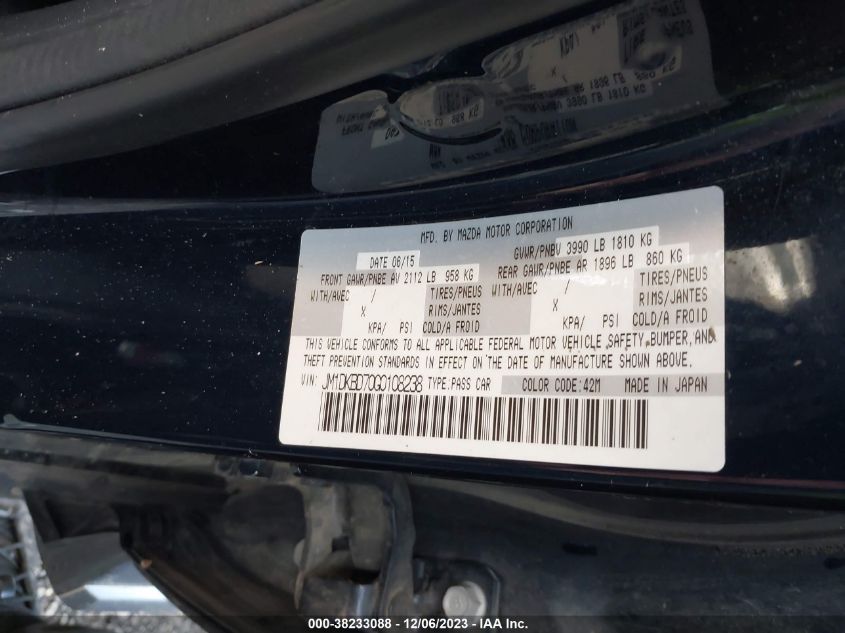 MFD. BY MAZDA MOTOR CORPORATION
DATE 08/15 GVWR/PNBV 3990 LB 1810 KG
FRONT GAWR/PNBE AV 2112 LB 958 KG REAR GAWR/PNBE AR 1896 LB 860 KG
WITH/AVEC / TIRES/PNEUS WITH/AVEC / TIRES/PNEUS
X RIMS/JANTES X RIMS/JANTES
KPA/ PSI COLD/A FROID KPA/ PSI COLD/A FROID
THIS VEHICLE CONFORMS TO ALL APPLICABLE FEDERAL MOTOR VEHICLE SAFETY, BUMPER, AND
THEFT PREVENTION STANDARDS IN EFFECT ON THE DATE OF MANUFACTURE SHOWN ABOVE.
VIN: JM1DKBD70G0108238 TYPE:PASS CAR COLOR CODE:42M MADE IN JAPAN
000-38233088 - 12/06/2023 - IAA Inc.